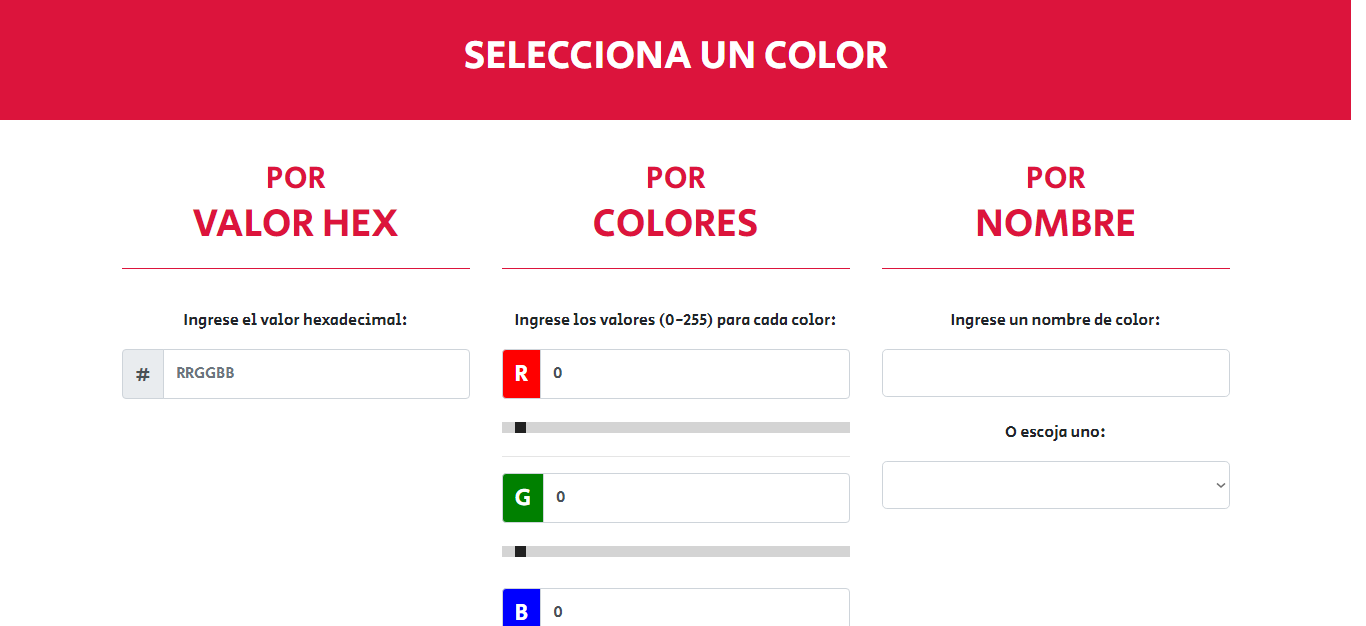 SELECCIONA UN COLOR
POR
VALOR HEX
Ingrese el valor hexadecimal:
# RRGGBB
POR
COLORES
Ingrese los valores (0-255) para cada color:
R 0
G 0
B 0
POR
NOMBRE
Ingrese un nombre de color:
O escoja uno: